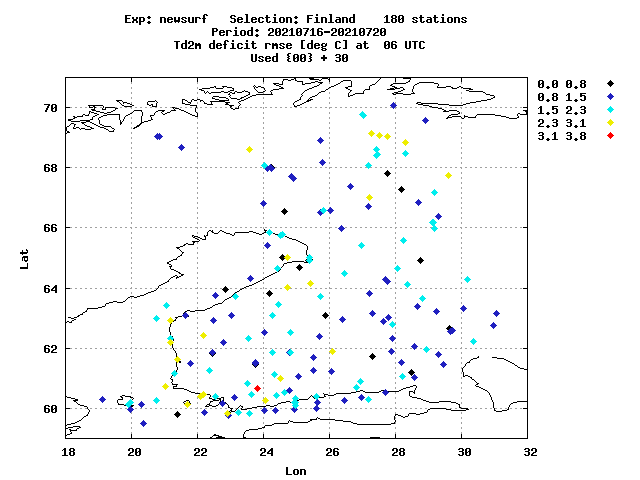 Exp: newsurf   Selection: Finland    180 stations
Period: 20210716-20210720
Td2m deficit rmse [deg C] at  06 UTC
Used {00} + 30
0.0 0.8
0.8 1.5
1.5 2.3
2.3 3.1
3.1 3.8
70
68
66
64
62
60
Lat
18 20 22 24 26 28 30 32
Lon